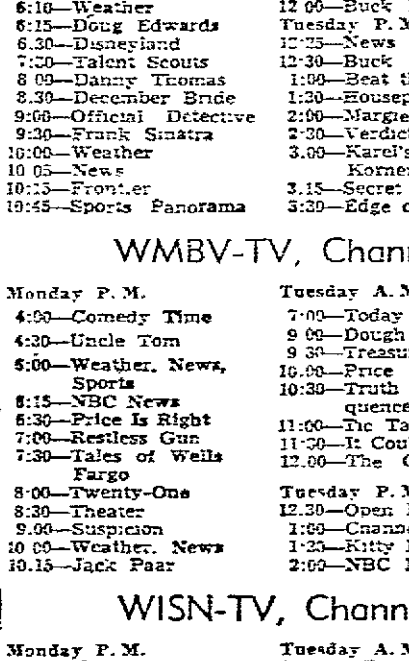 6:10—Weather
6:15—Doug Edwards
6.30—Disneyland
7:30—Talent Scouts
8 00—Danny Thomas
8.30—December Bride
9:00—Official Detective
9:30—Frank Sinatra
10:00—Weather
10 05—News
10:15—Frontier
10:45—Sports Panorama
12 00—Buck
Tuesday P. M
12-25—News
12-30—Buck
1:00—Beat th
1:30—Housep
2:00—Margie
2-30—Verdict
3.00—Karel's
Korner
3.15—Secret
3:30—Edge o
WMBV-TV, Chann
Monday P. M.
4:00—Comedy Time
4:30—Uncle Tom
5:00—Weather, News,
Sports
6:15—NBC News
6:30—Price Is Right
7:00—Restless Gun
7:30—Tales of Wells
Fargo
8-00—Twenty-One
8:30—Theater
9.00—Suspicion
10 00—Weather, News
10.15—Jack Paar
Tuesday A. M
7-00—Today
9 00—Dough
9 30—Treasu
10.00—Price
10:30—Truth
quence
11:00—Tic Ta
11-30—It Cou
12.00—The
Tuesday P. M
12.30—Open
1:00—Channe
1-25—Kitty
2:00—NBC
WISN-TV, Chann
Monday P. M.
Tuesday A. M